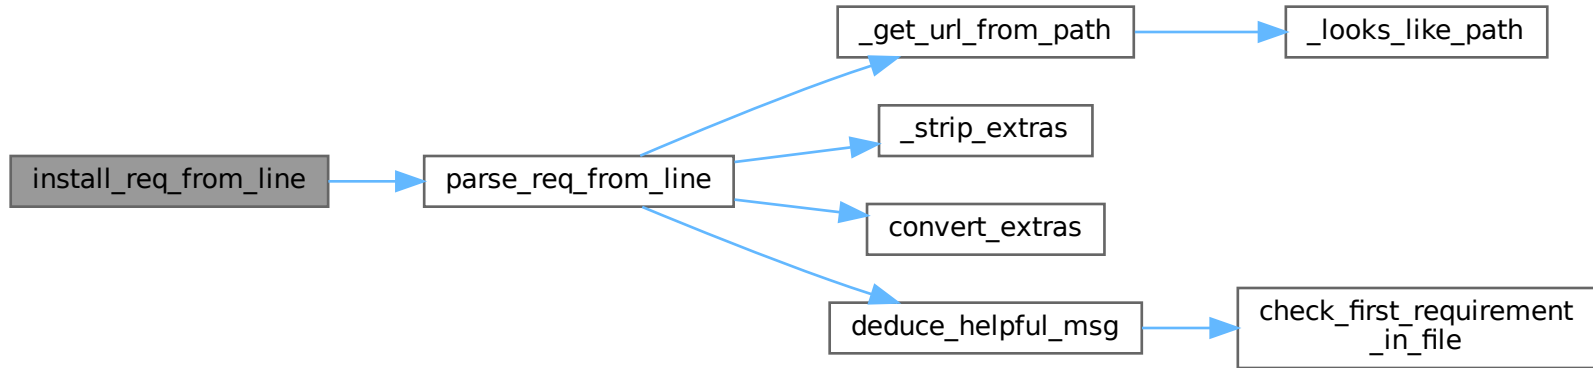 _get_url_from_path
_looks_like_path
_strip_extras
install_req_from_line
parse_req_from_line
convert_extras
deduce_helpful_msg
check_first_requirement
_in_file